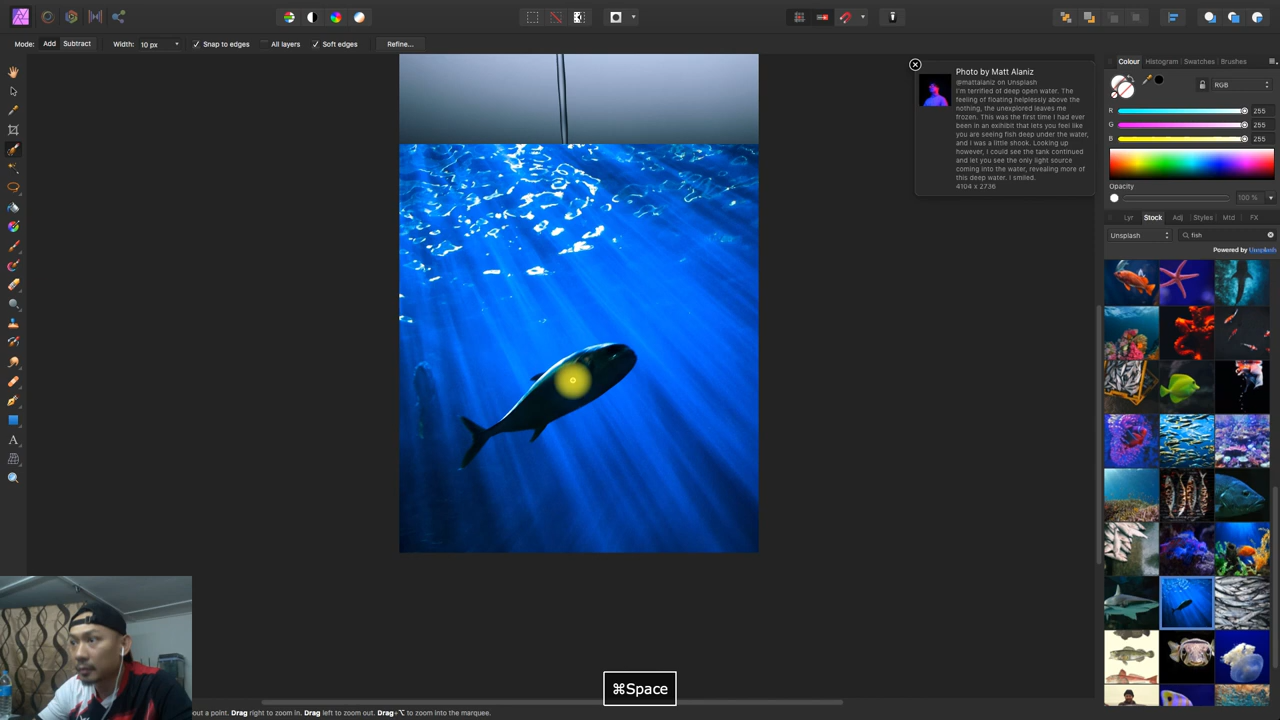 Mode: Add Subtract Width: 10 px Snap to edges All layers Soft edges Refine...
Photo by Matt Alaniz
@mattalaniz on Unsplash
I'm terrified of deep open water. The
feeling of floating helplessly above the
nothing, the unexplored leaves me
frozen. This was the first time I had ever
been in an exihibit that lets you feel like
you are seeing fish deep under the water,
and I was a little shook. Looking up
however, I could see the tank continued
and let you see the only light source
coming into the water, revealing more of
this deep water. I smiled.
4104 x 2736
Colour Histogram Swatches Brushes
RGB
R 255
G 255
B 255
Opacity
100 %
Lyr Stock Adj Styles Mtd FX
Unsplash fish
Powered by Unsplash
⌘Space
out a point. Drag right to zoom in. Drag left to zoom out. Drag+⌥ to zoom into the marquee.